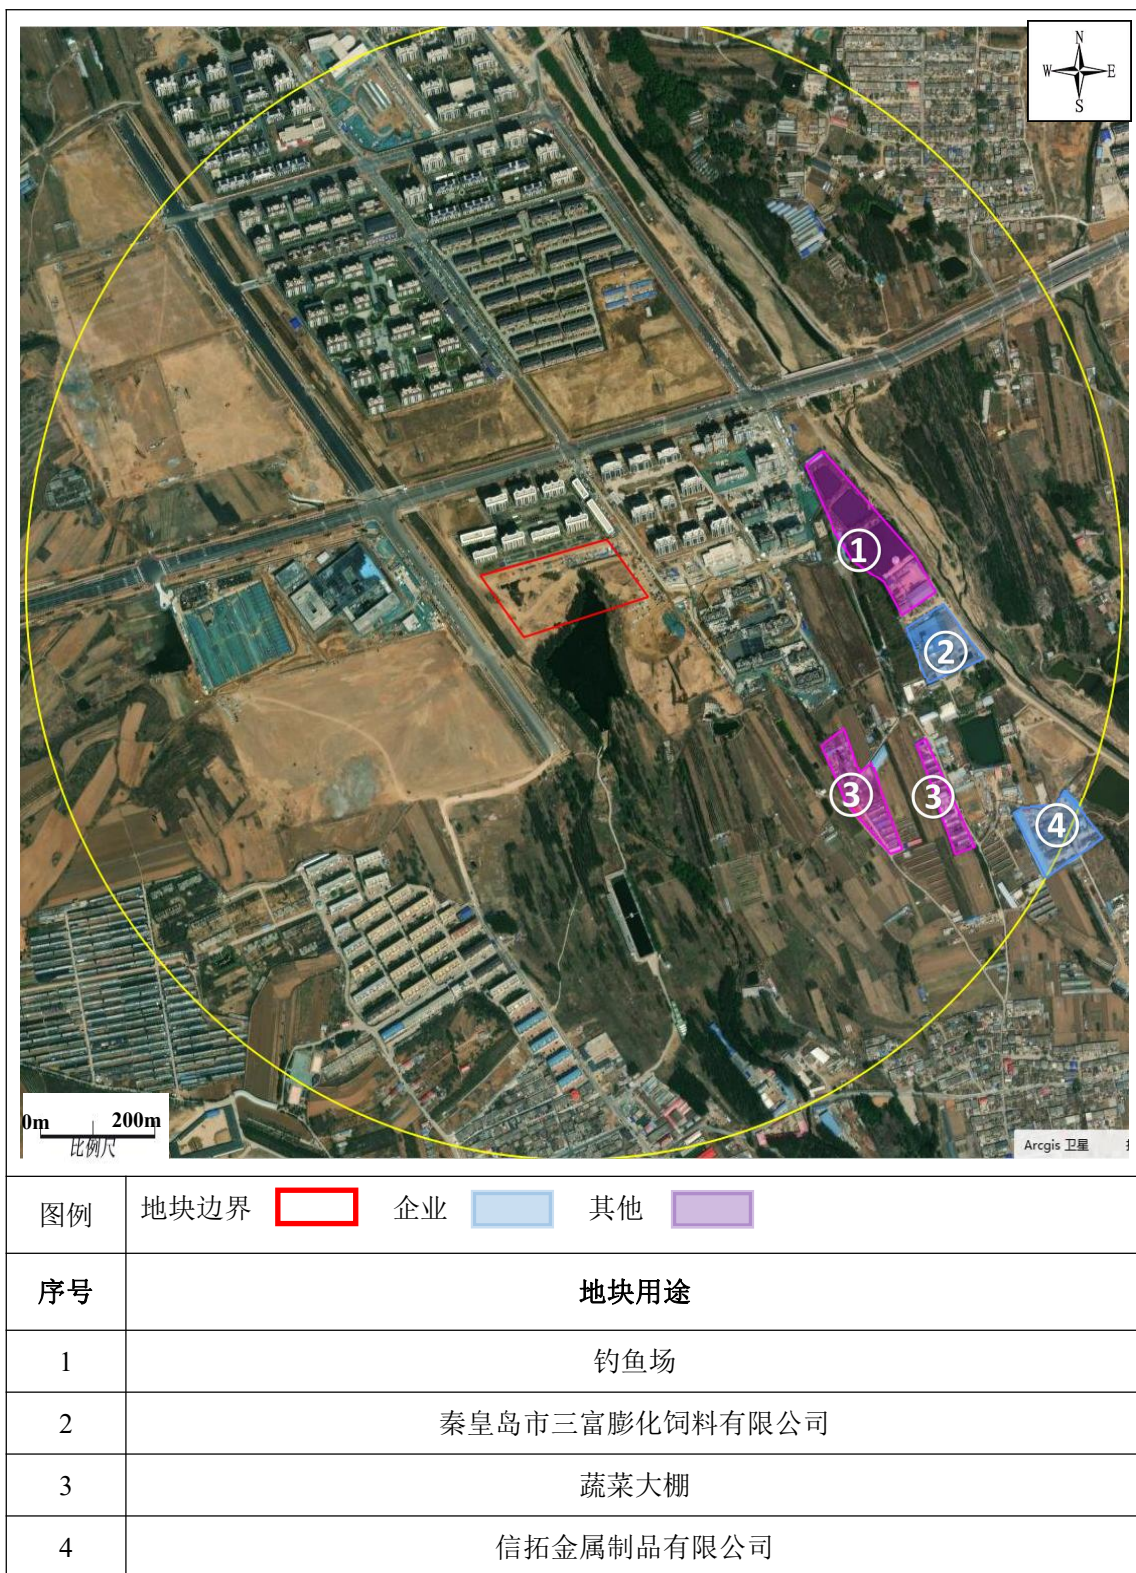 N
W E
S
①
②
③ ③
④
0m 200m
比例尺
Arcgis 卫星
图例 地块边界 企业 其他
序号 地块用途
1 钓鱼场
2 秦皇岛市三富膨化饲料有限公司
3 蔬菜大棚
4 信拓金属制品有限公司